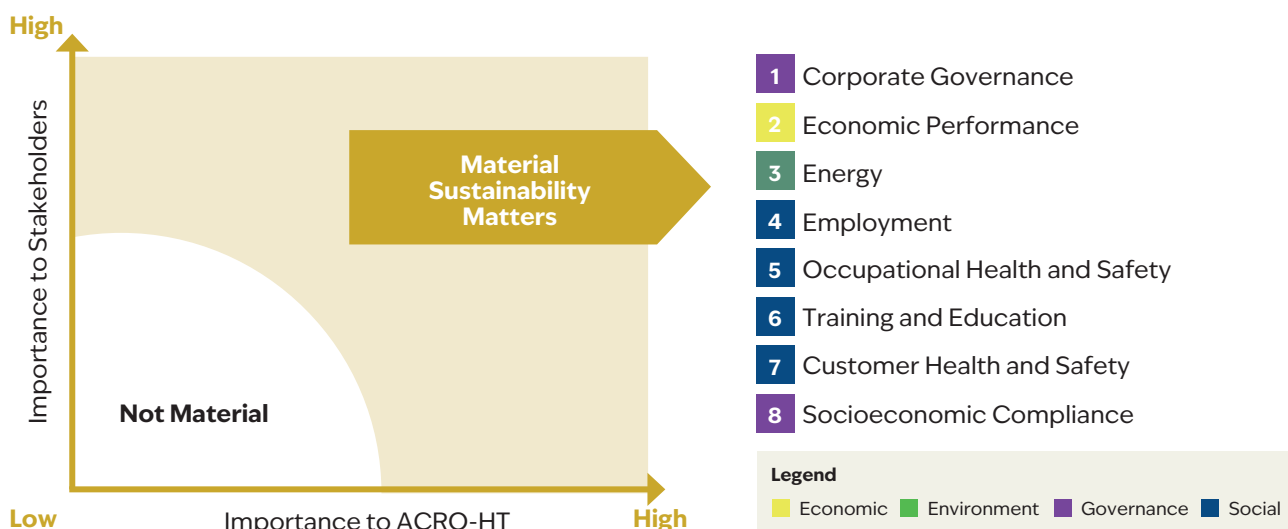 High
Importance to Stakeholders
Material
Sustainability
Matters
Not Material
Low
Importance to ACRO-HT
High
1 Corporate Governance
2 Economic Performance
3 Energy
4 Employment
5 Occupational Health and Safety
6 Training and Education
7 Customer Health and Safety
8 Socioeconomic Compliance
Legend
Economic Environment Governance Social